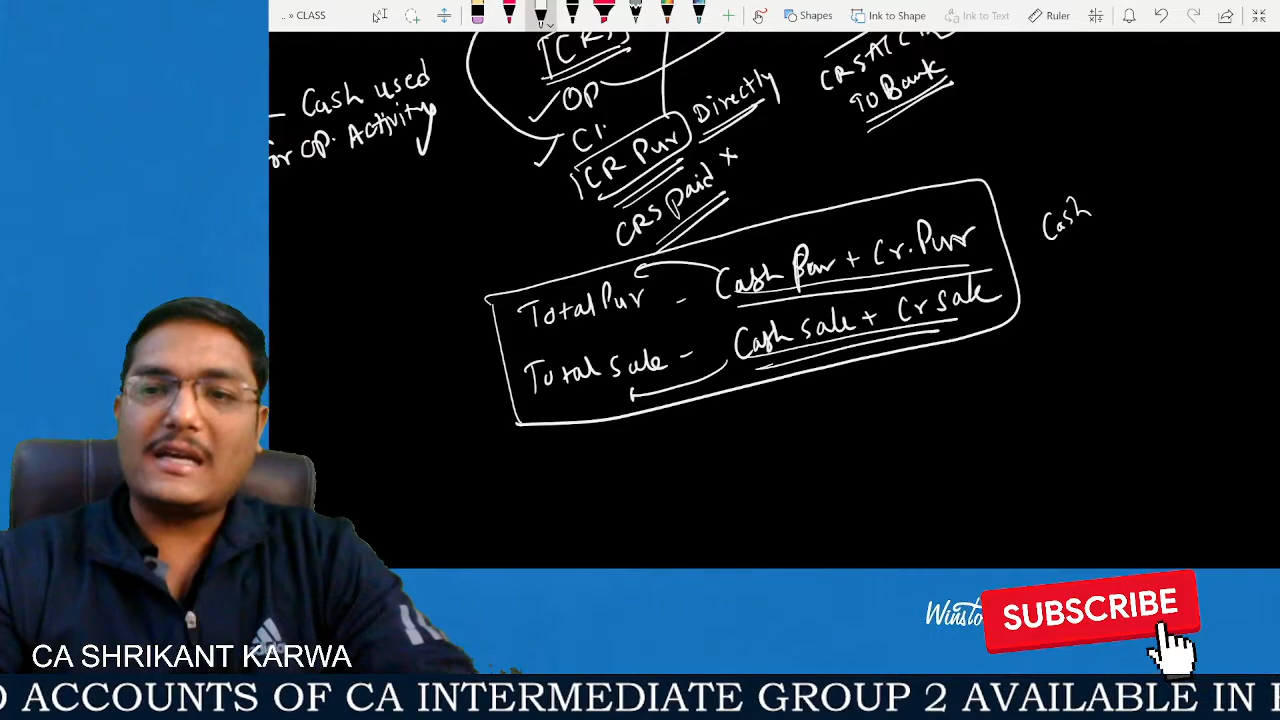 .. » CLASS
Shapes
Ink to Shape
Ink to Text
Ruler
CRS
- Cash used
for OP. Activity
OP
CR Pur
Directly
CRS paid ×
CRS A/C
To Bank
Cash
Total Pur - Cash Pur + Cr. Purr
Total Sale - Cash Sale + Cr Sale
SUBSCRIBE
CA SHRIKANT KARWA
ACCOUNTS OF CA INTERMEDIATE GROUP 2 AVAILABLE IN